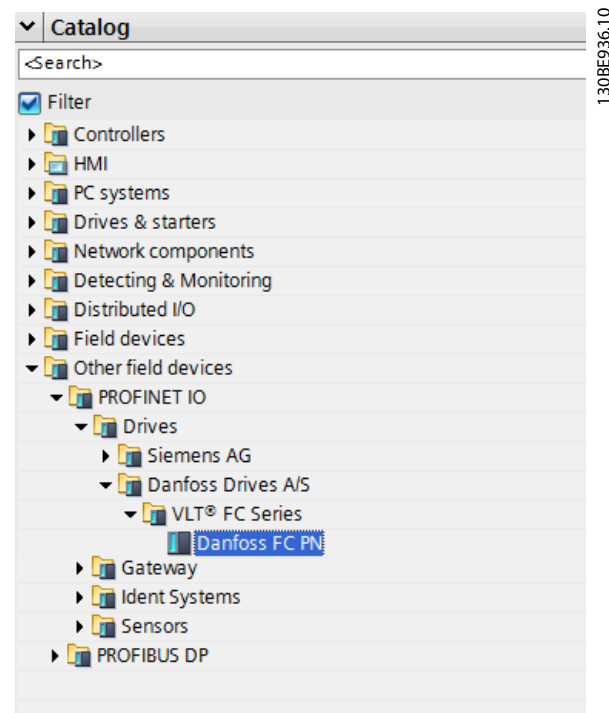 Catalog
<Search>
Filter
Controllers
HMI
PC systems
Drives & starters
Network components
Detecting & Monitoring
Distributed I/O
Field devices
Other field devices
PROFINET IO
Drives
Siemens AG
Danfoss Drives A/S
VLT® FC Series
Danfoss FC PN
Gateway
Ident Systems
Sensors
PROFIBUS DP
130BE936.10